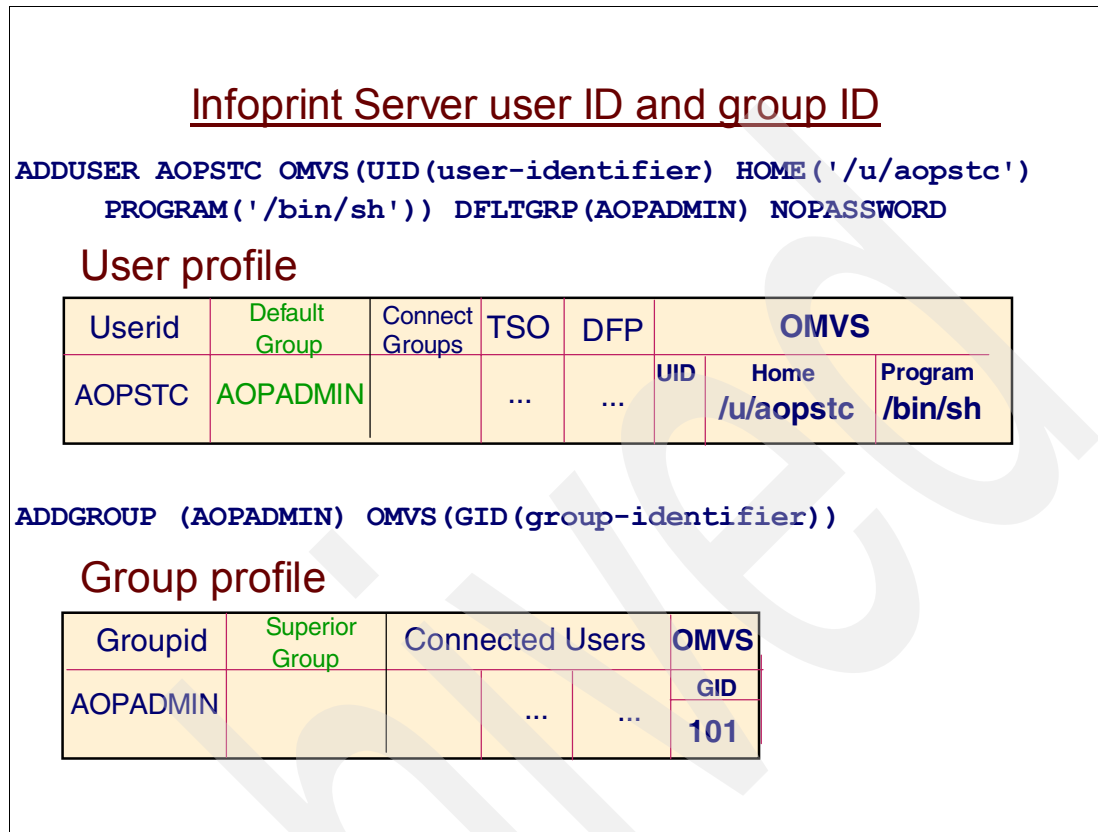 Infoprint Server user ID and group ID
ADDUSER AOPSTC OMVS(UID(user-identifier) HOME('/u/aopstc')
PROGRAM('/bin/sh')) DFLTGRP(AOPADMIN) NOPASSWORD
User profile
Userid Default Group Connect Groups TSO DFP OMVS
AOPSTC AOPADMIN ... ... UID Home /u/aopstc Program /bin/sh
ADDGROUP (AOPADMIN) OMVS(GID(group-identifier))
Group profile
Groupid Superior Group Connected Users OMVS
AOPADMIN ... ... GID 101
hived